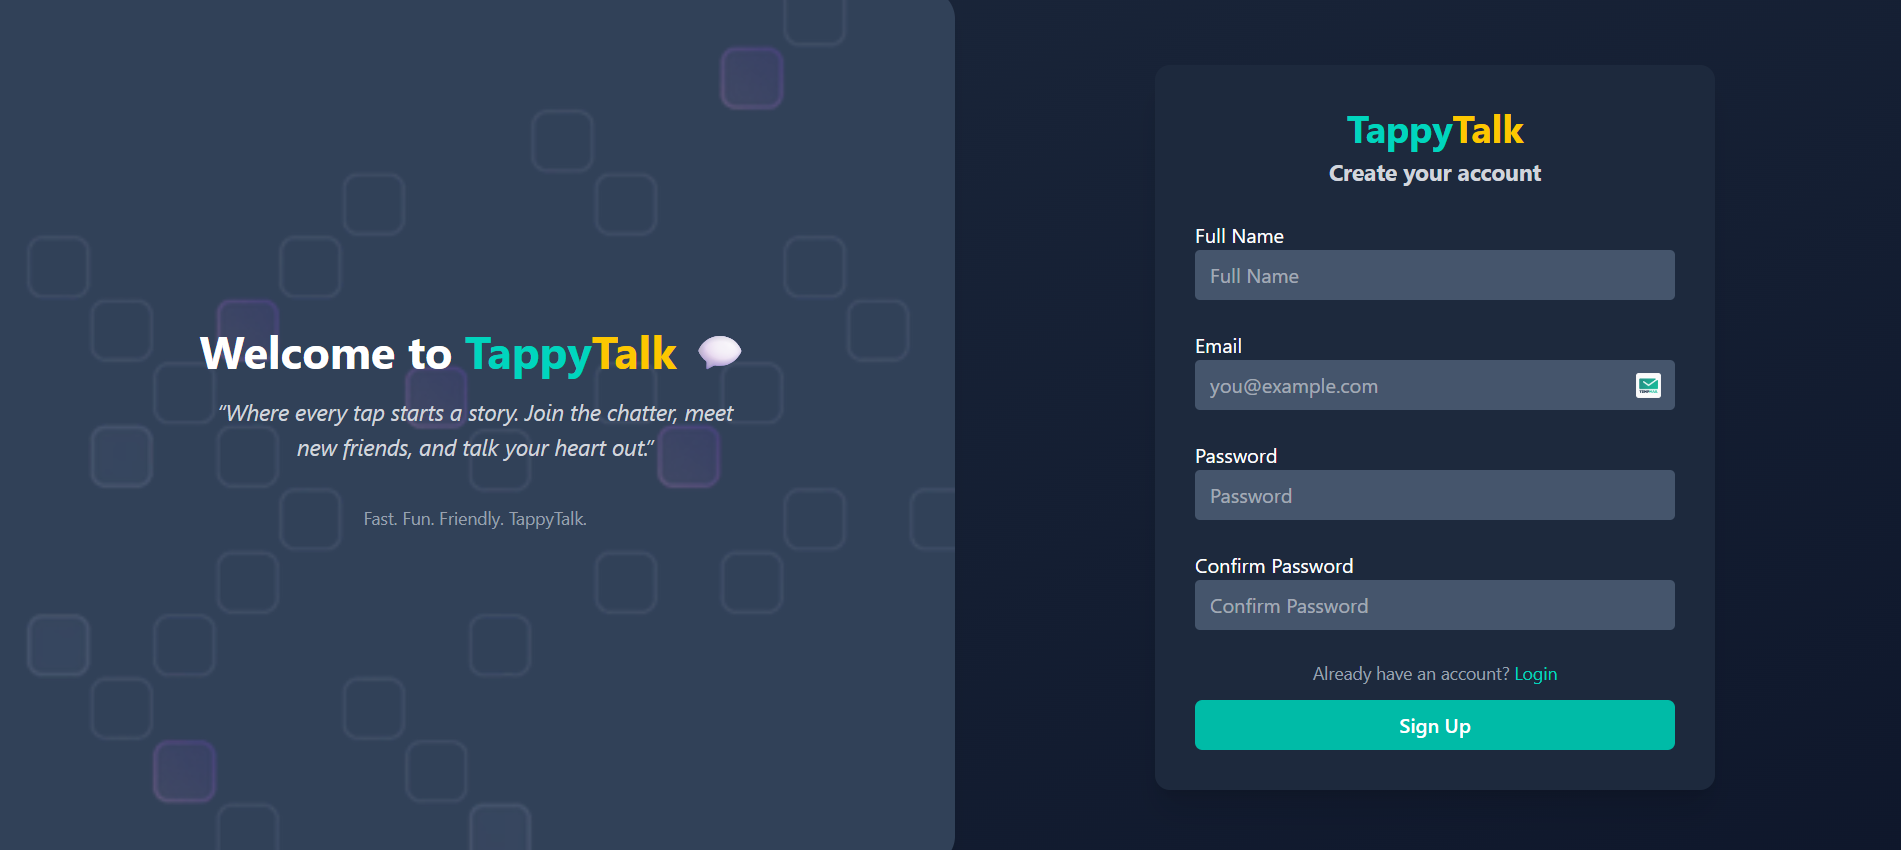 Welcome to TappyTalk
“Where every tap starts a story. Join the chatter, meet
new friends, and talk your heart out.”
Fast. Fun. Friendly. TappyTalk.
TappyTalk
Create your account
Full Name
Full Name
Email
you@example.com
Password
Password
Confirm Password
Confirm Password
Already have an account? Login
Sign Up